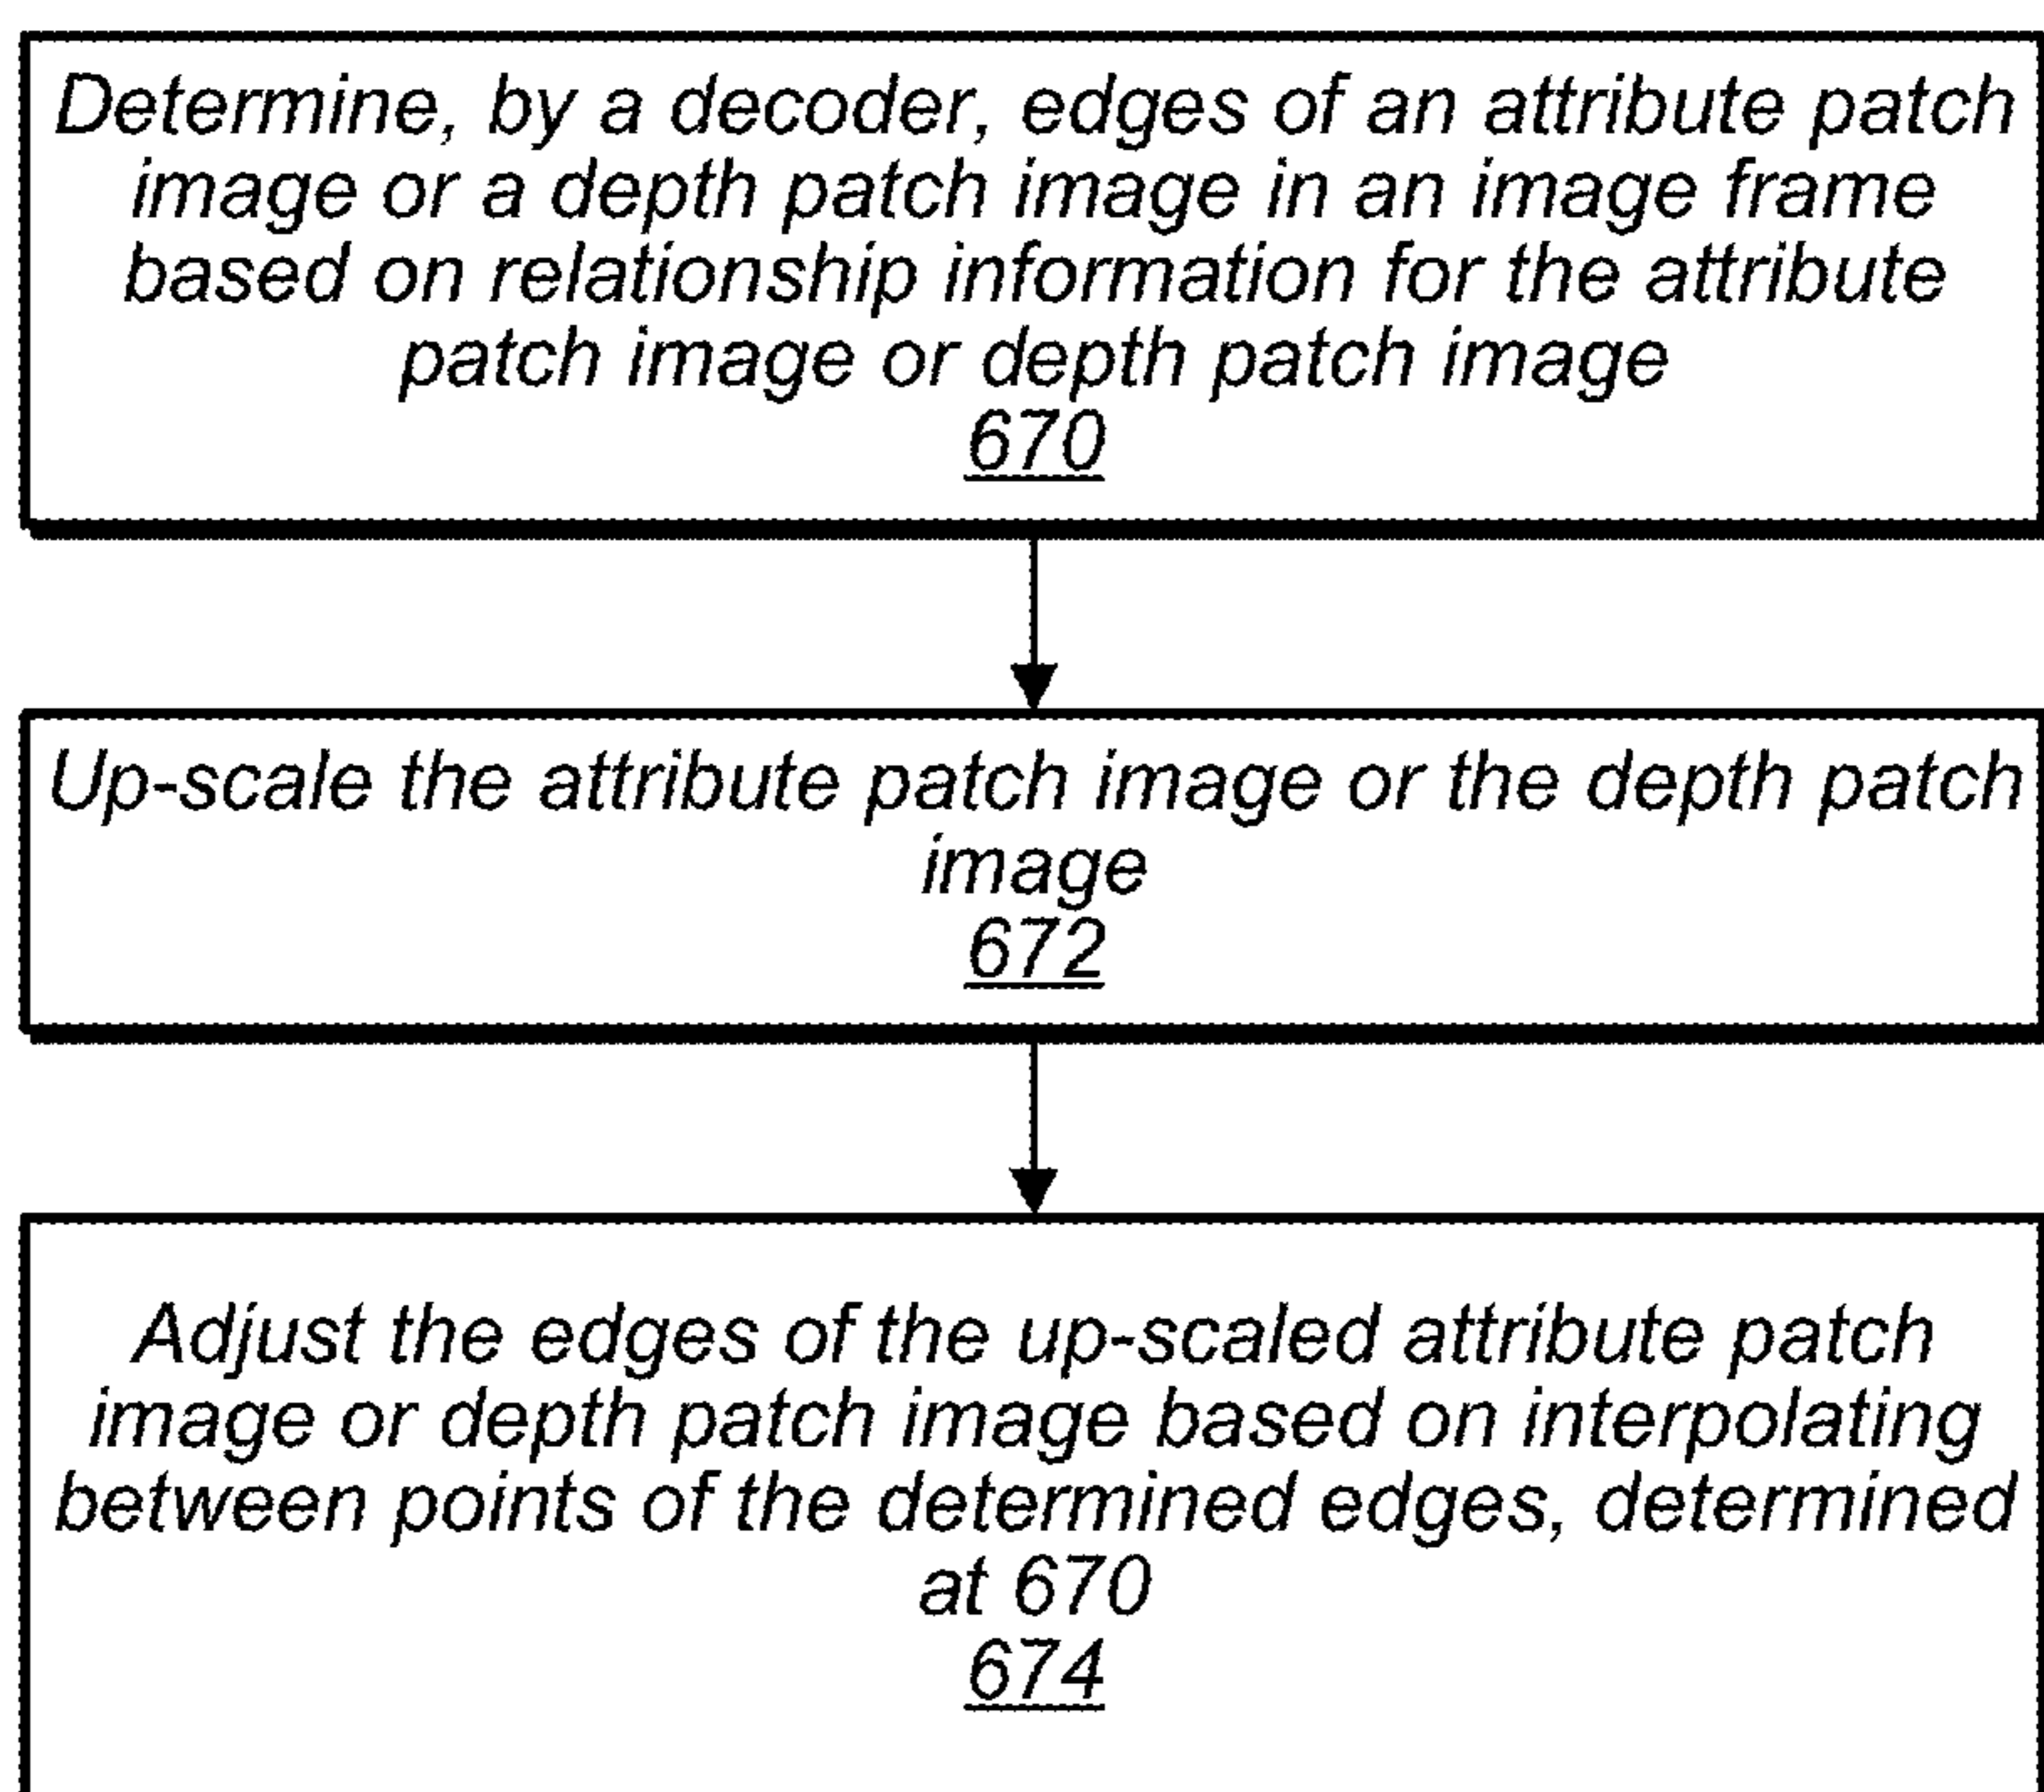 Determine, by a decoder, edges of an attribute patch
image or a depth patch image in an image frame
based on relationship information for the attribute
patch image or depth patch image
670
Up-scale the attribute patch image or the depth patch
image
672
Adjust the edges of the up-scaled attribute patch
image or depth patch image based on interpolating
between points of the determined edges, determined
at 670
674